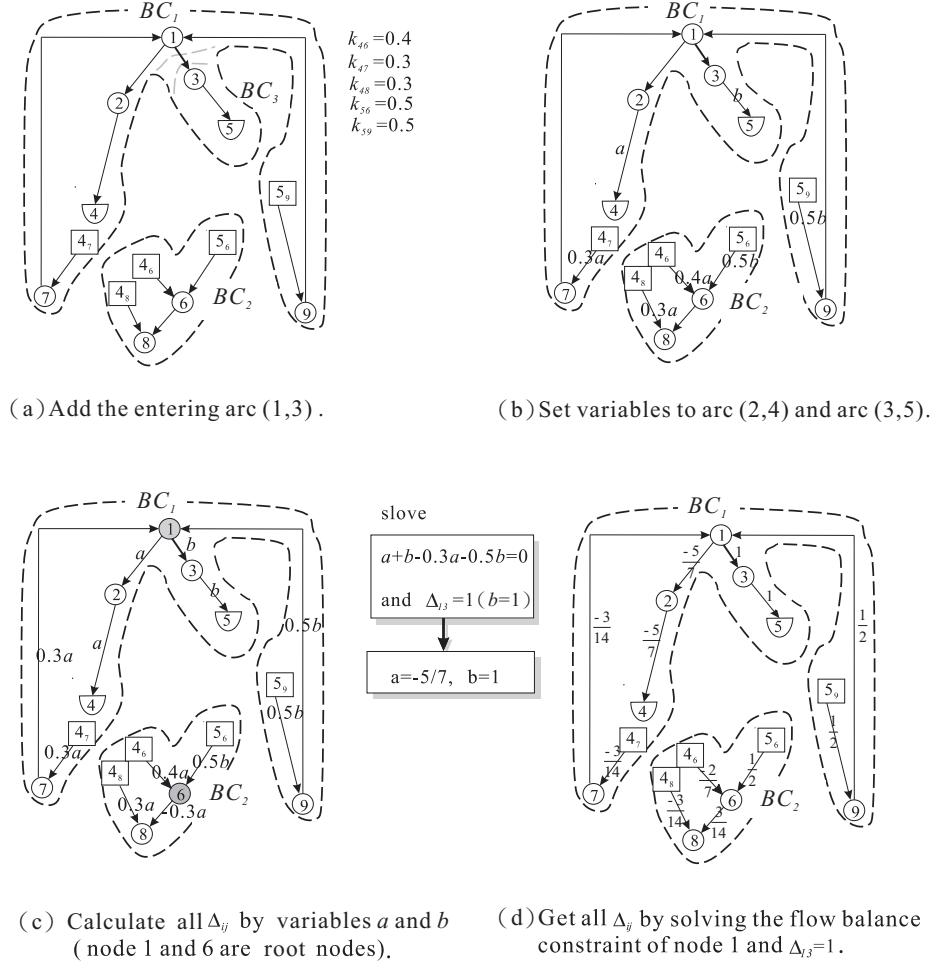 BC₁
1
2
3
BC₃
5
4
4₇
7
5₉
9
4₆
4₈
5₆
6
BC₂
8
k₄₆=0.4
k₄₇=0.3
k₄₈=0.3
k₅₆=0.5
k₅₉=0.5
(a) Add the entering arc (1,3) .
BC₁
1
2
3
b
a
5
4
4₇
0.3a
7
5₉
0.5b
9
4₆
4₈
5₆
0.4a
0.5b
6
0.3a
BC₂
8
(b) Set variables to arc (2,4) and arc (3,5).
BC₁
1
a
b
2
3
b
a
5
0.5b
0.3a
4
4₇
0.3a
7
5₉
0.5b
9
4₆
4₈
5₆
0.4a
0.5b
6
0.3a
-0.3a
BC₂
8
slove
a+b-0.3a-0.5b=0
and Δ₁₃=1(b=1)
a=-5/7, b=1
(c) Calculate all Δᵢⱼ by variables a and b
(node 1 and 6 are root nodes).
BC₁
1
-5/7
1
2
3
1
-5/7
5
1/2
-3/14
4
4₇
-3/14
7
5₉
1/2
9
4₆
4₈
5₆
-2/7
1/2
6
-3/14
3/14
BC₂
8
(d) Get all Δᵢⱼ by solving the flow balance
constraint of node 1 and Δ₁₃=1.